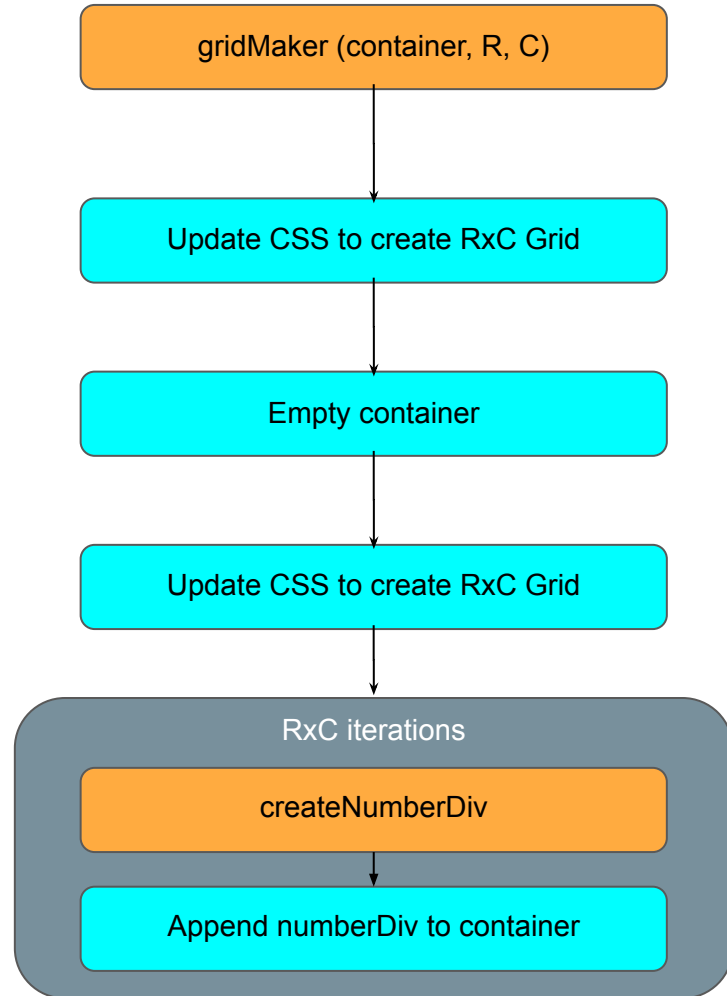 gridMaker (container, R, C)
Update CSS to create RxC Grid
Empty container
Update CSS to create RxC Grid
RxC iterations
createNumberDiv
Append numberDiv to container